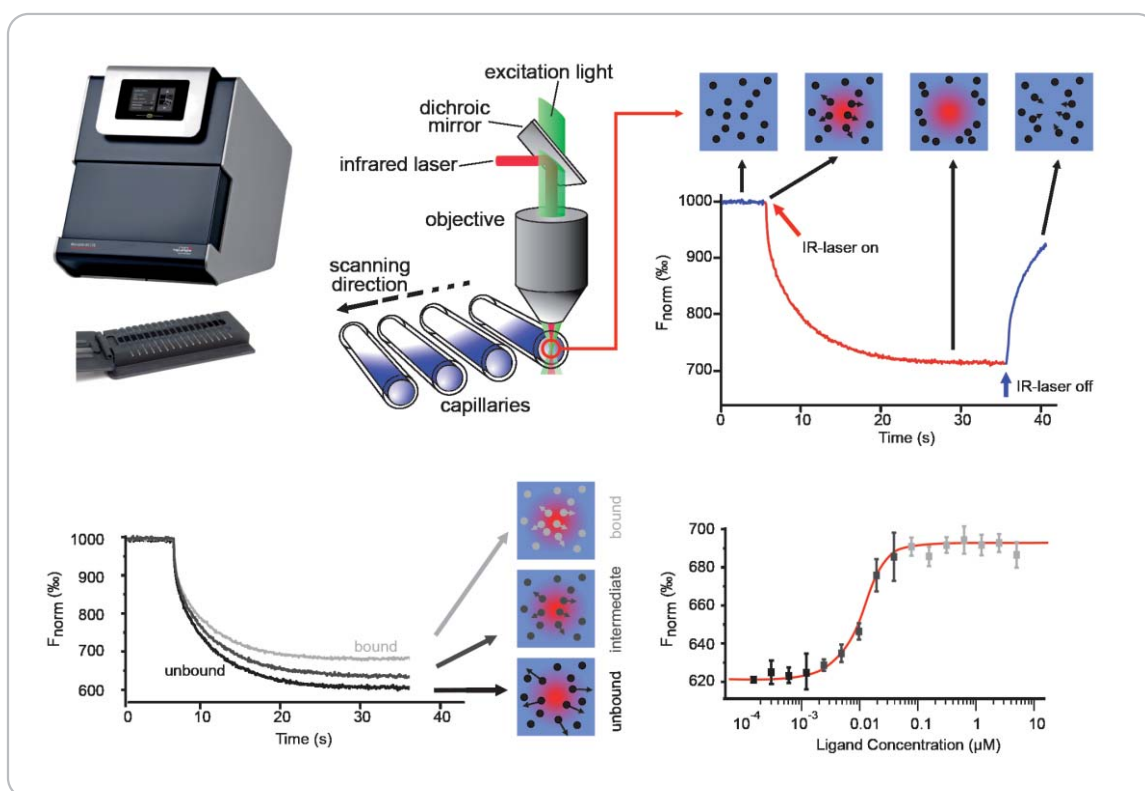 excitation light
dichroic
mirror
infrared laser
objective
scanning
direction
capillaries
1000
900
800
700
Fnorm (‰)
IR-laser on
IR-laser off
0
10
20
30
40
Time (s)
1000
900
800
700
600
Fnorm (‰)
bound
unbound
0
10
20
30
40
Time (s)
bound
intermediate
unbound
700
680
660
640
620
Fnorm (‰)
10⁻⁴
10⁻³
0.01
0.1
1
10
Ligand Concentration (µM)